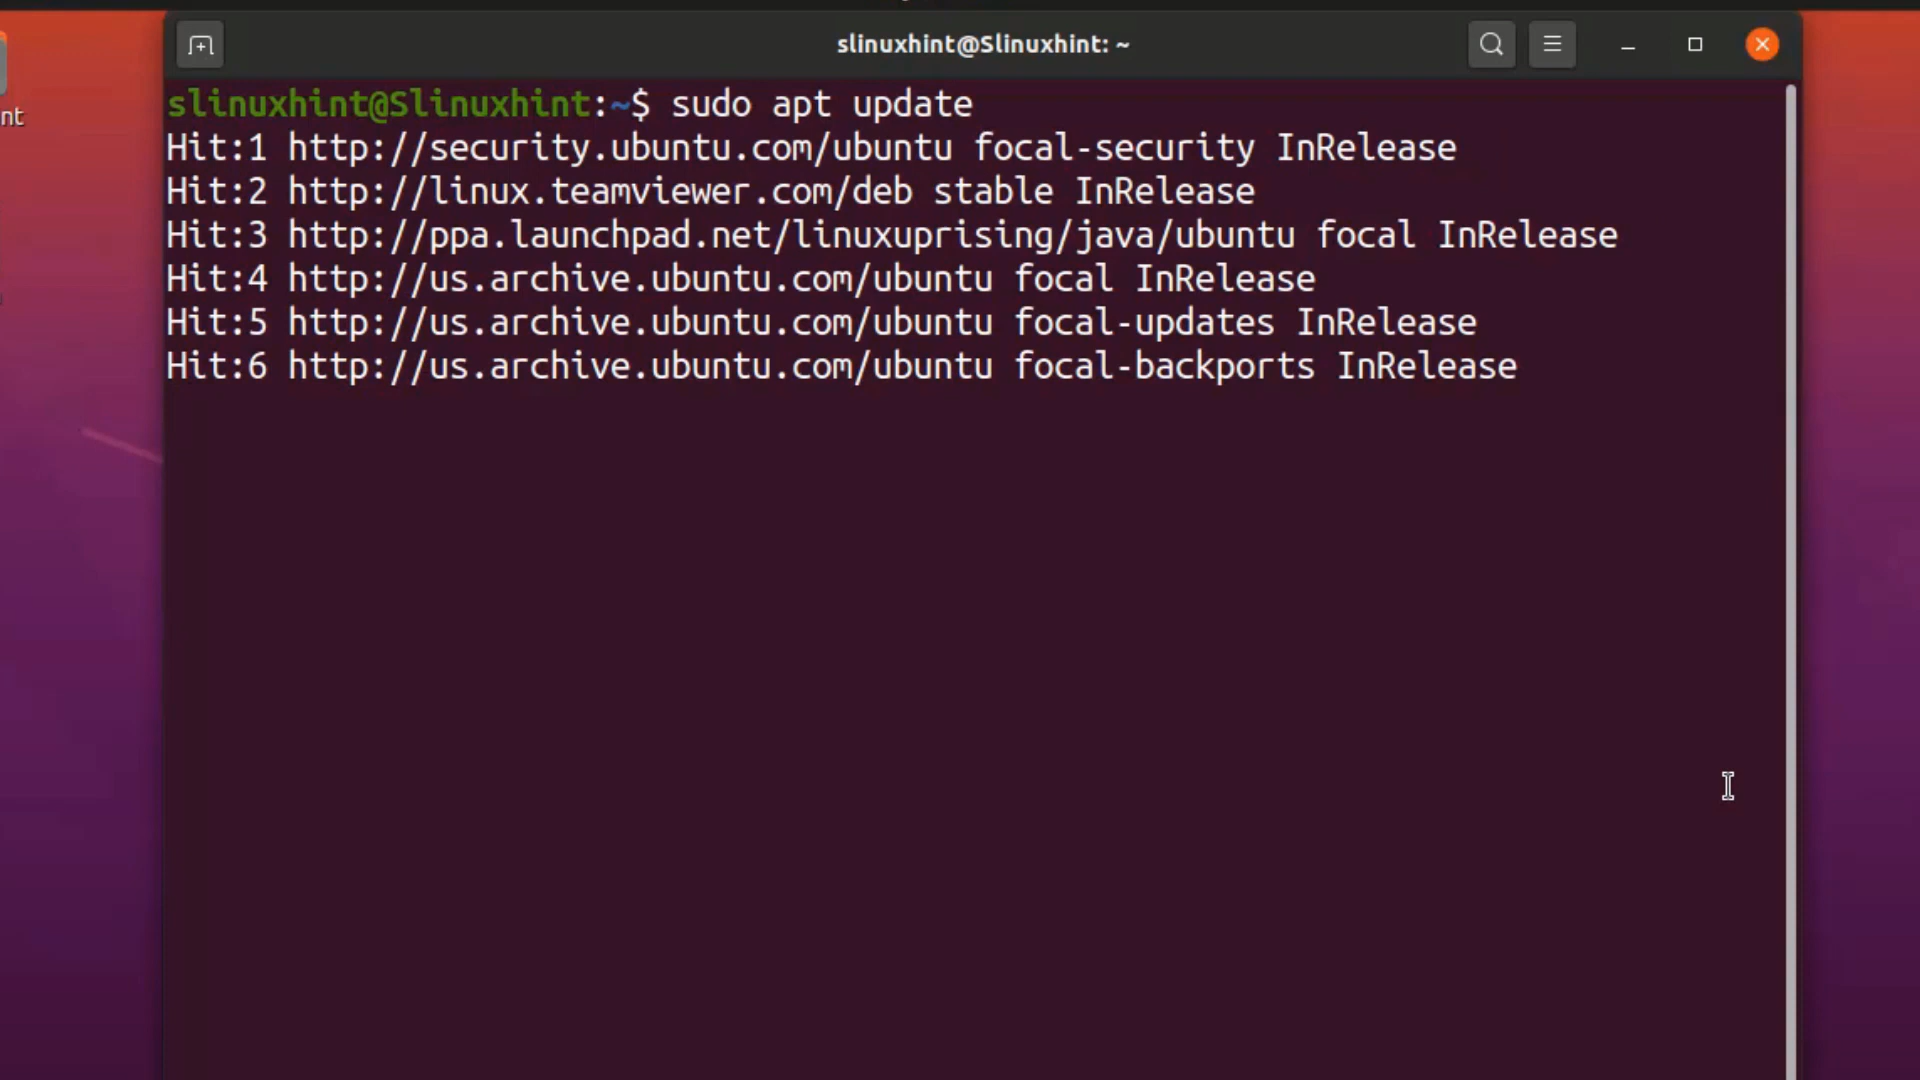 slinuxhint@Slinuxhint: ~
nt
slinuxhint@Slinuxhint:~$ sudo apt update
Hit:1 http://security.ubuntu.com/ubuntu focal-security InRelease
Hit:2 http://linux.teamviewer.com/deb stable InRelease
Hit:3 http://ppa.launchpad.net/linuxuprising/java/ubuntu focal InRelease
Hit:4 http://us.archive.ubuntu.com/ubuntu focal InRelease
Hit:5 http://us.archive.ubuntu.com/ubuntu focal-updates InRelease
Hit:6 http://us.archive.ubuntu.com/ubuntu focal-backports InRelease